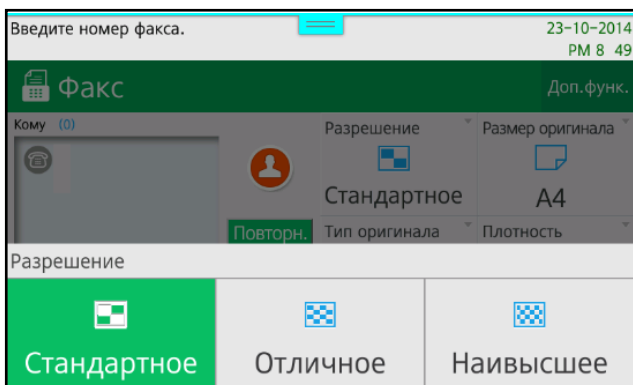 Введите номер факса.
23-10-2014
PM 8 49
Факс
Доп.функ.
Кому (0)
Разрешение
Размер оригинала
Стандартное
A4
Повторн.
Тип оригинала
Плотность
Разрешение
Стандартное
Отличное
Наивысшее